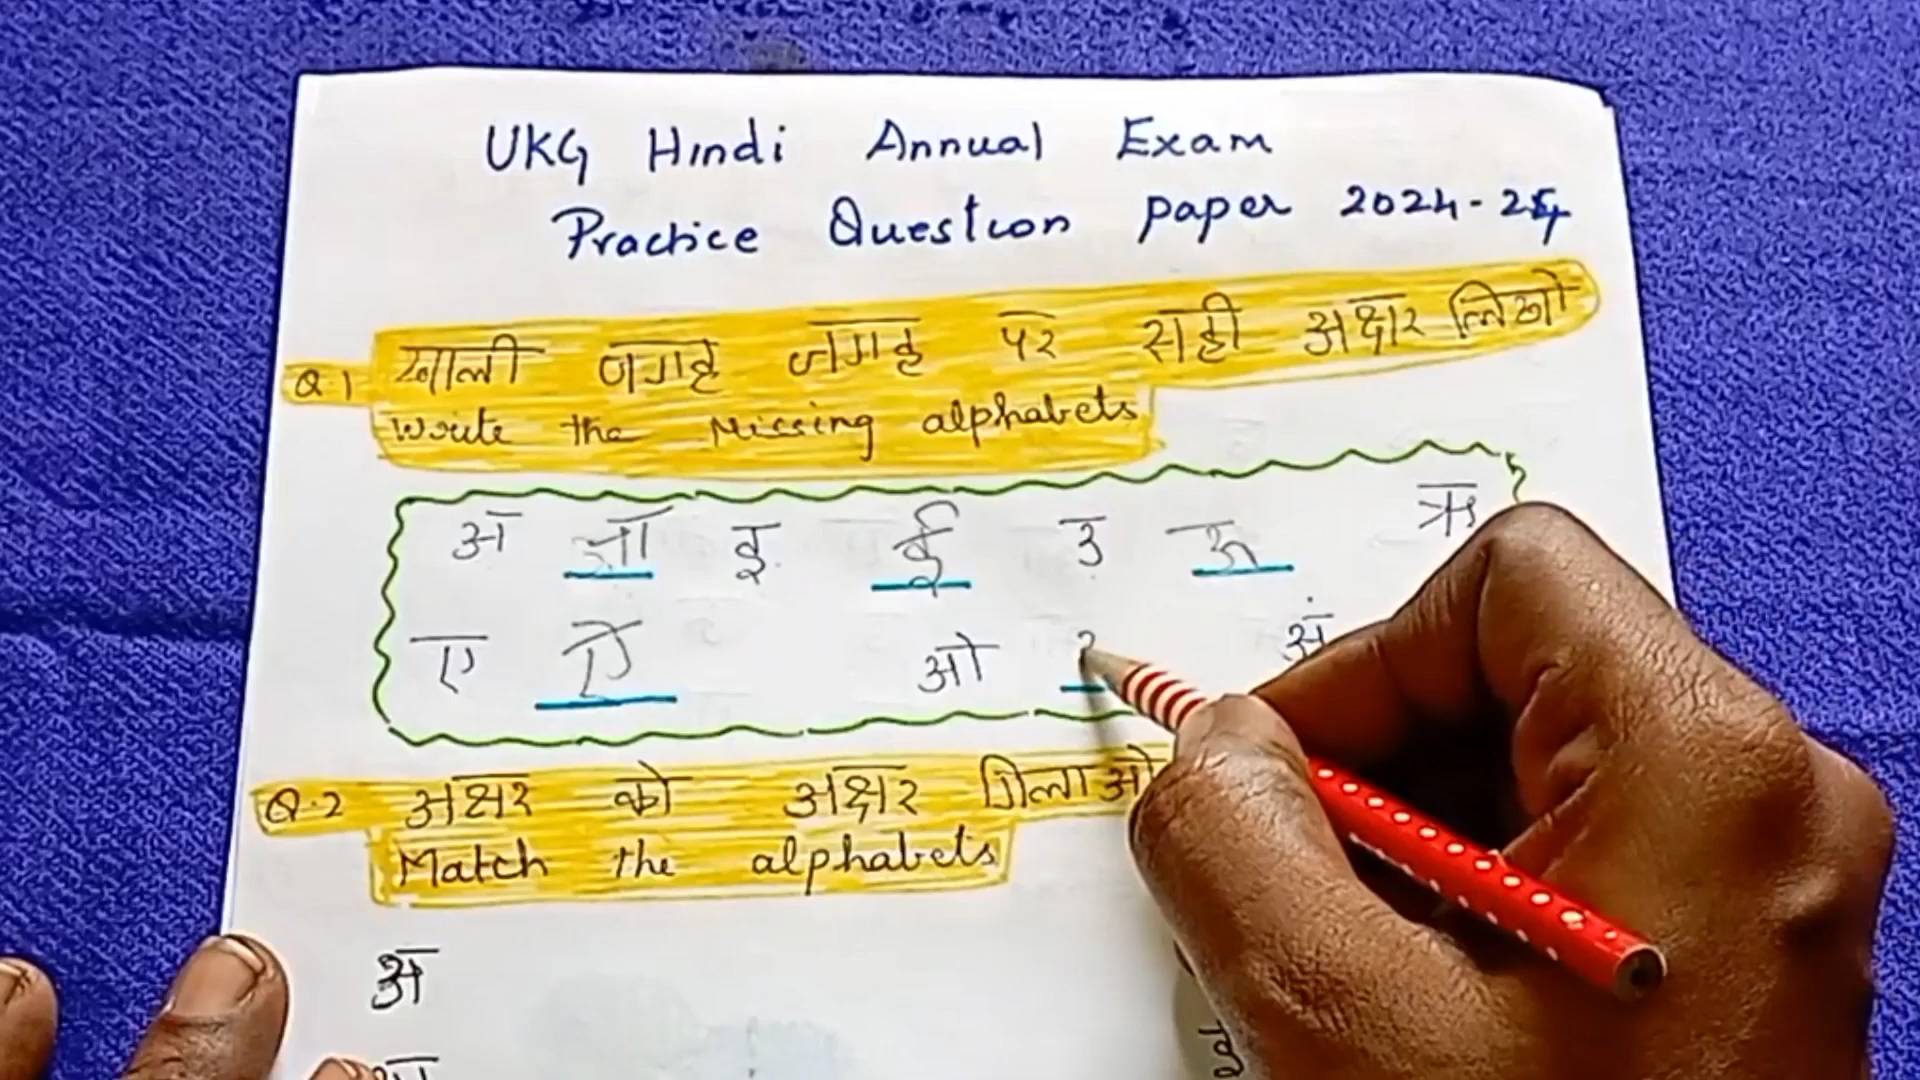 UKG Hindi Annual Exam
Practice Question paper 2024-25
Q.1 खाली जगह जगह पर सही अक्षर लिखो
Write the Missing alphabets
अ आ इ ई उ ऊ ऋ
ए ऐ ओ अं
Q.2 अक्षर को अक्षर मिलाओ
Match the alphabets
अ